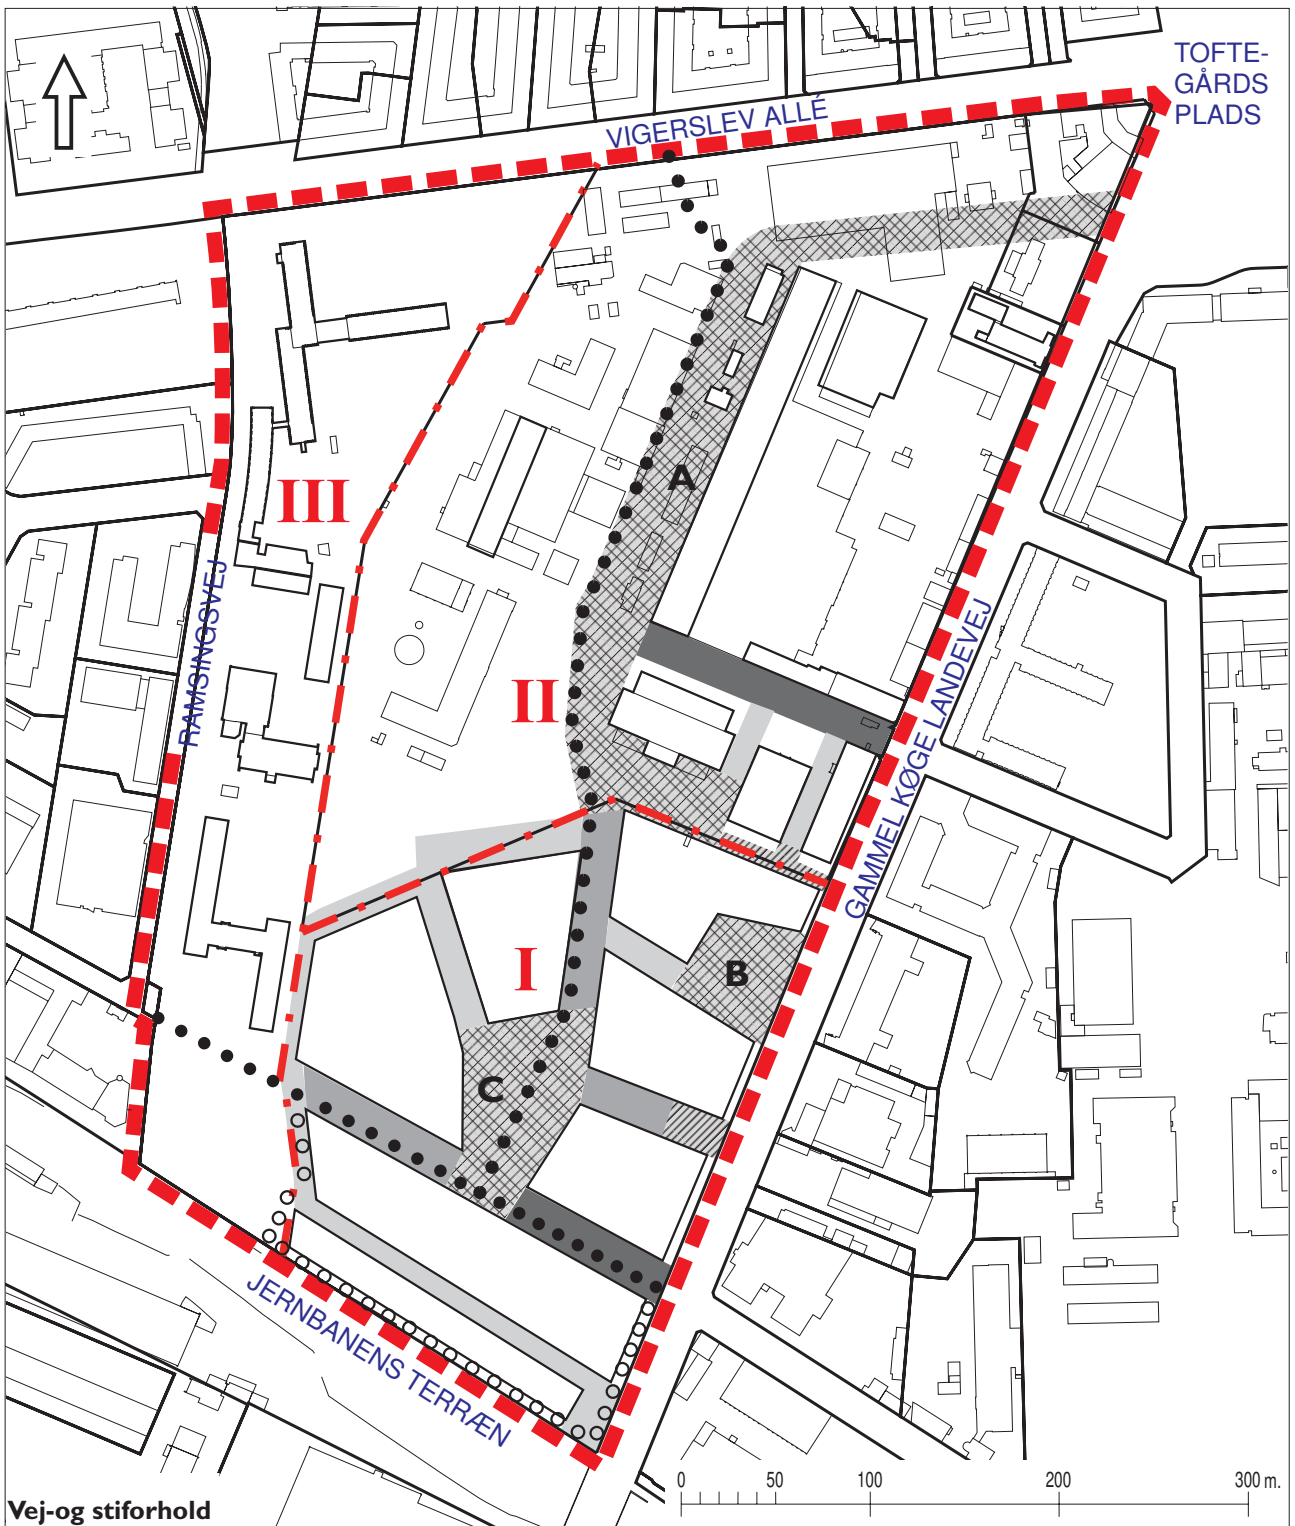 TOFTE-
GÅRDS
PLADS
VIGERSLEV ALLÉ
A
III
RAMSINGSVEJ
II
GAMMEL KØGE LANDEVEJ
I
B
C
JERNBANENS TERRÆN
0 50 100 200 300 m.
Vej-og stiforhold